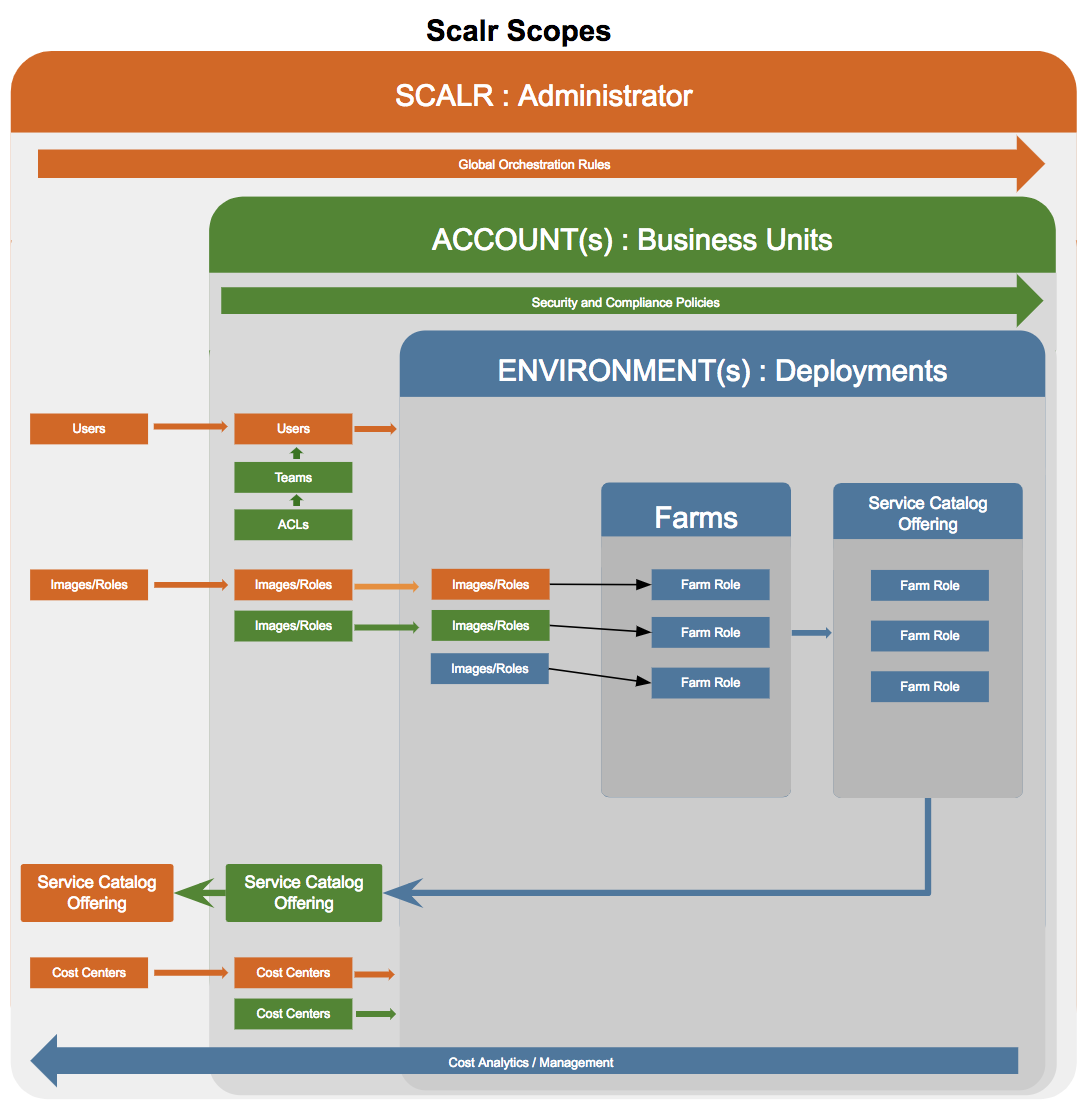 Scalr Scopes
SCALR : Administrator
Global Orchestration Rules
ACCOUNT(s) : Business Units
Security and Compliance Policies
ENVIRONMENT(s) : Deployments
Users
Users
Teams
ACLs
Farms
Service Catalog
Offering
Images/Roles
Images/Roles
Images/Roles
Farm Role
Farm Role
Images/Roles
Images/Roles
Farm Role
Farm Role
Images/Roles
Farm Role
Farm Role
Service Catalog
Offering
Service Catalog
Offering
Cost Centers
Cost Centers
Cost Centers
Cost Analytics / Management